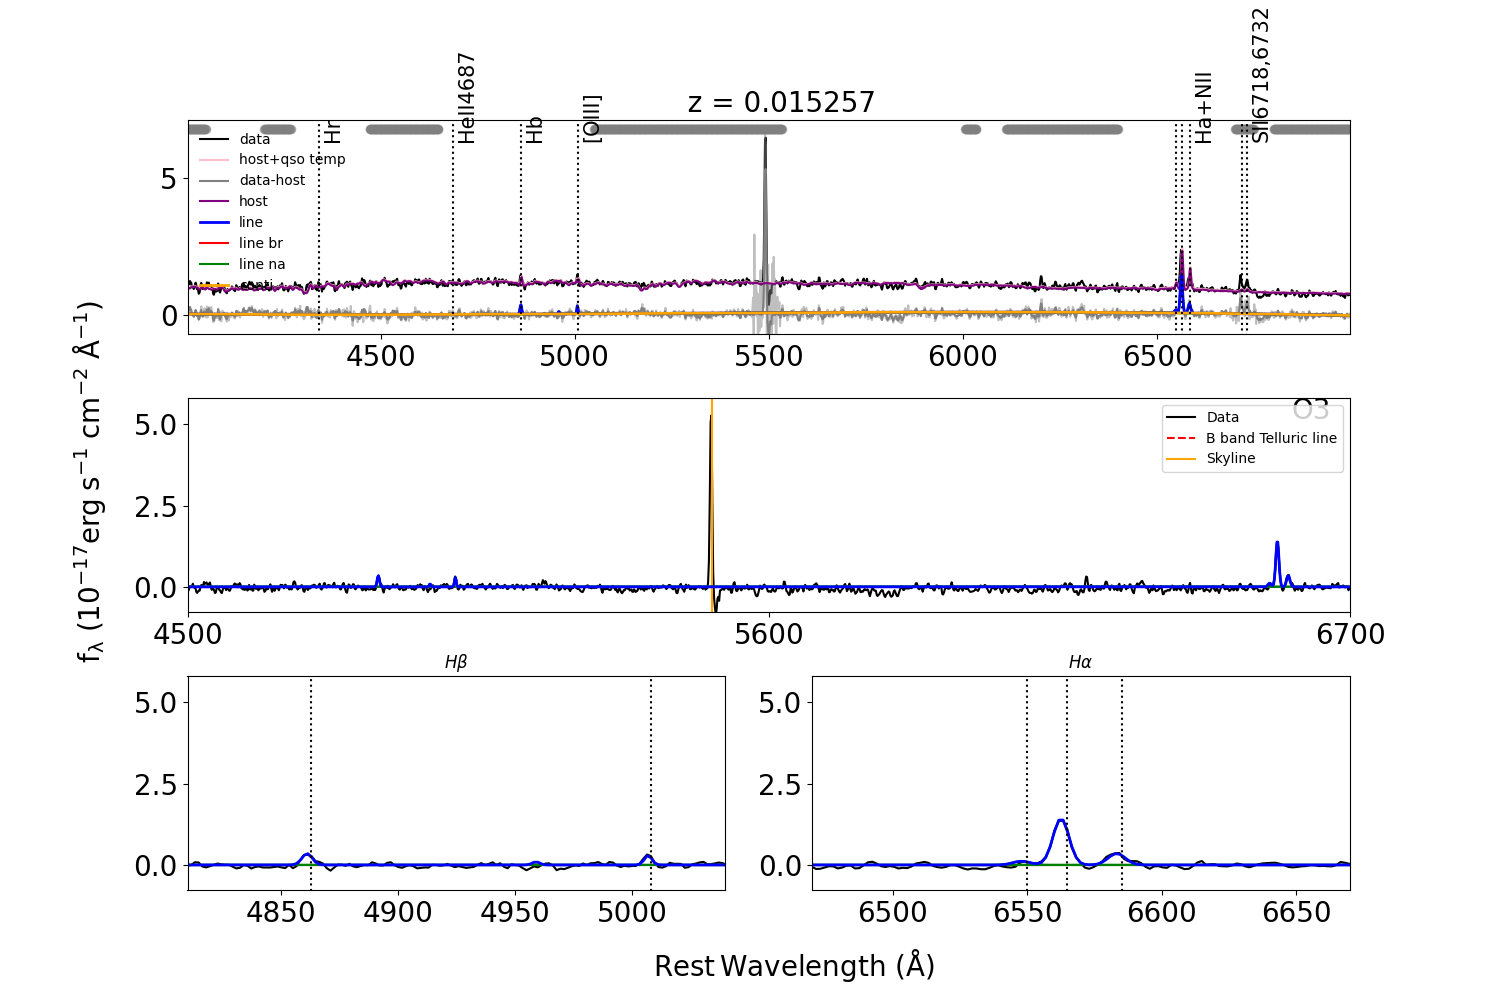 z = 0.015257
Hr
HeII4687
Hb
[OIII]
Ha+NII
SII6718,6732
data
host+qso temp
data-host
host
line
line br
line na
conti
5
0
4500
5000
5500
6000
6500
O3
Data
B band Telluric line
Skyline
5.0
2.5
0.0
4500
5600
6700
fλ (10⁻¹⁷erg s⁻¹ cm⁻² Å⁻¹)
Hβ
5.0
2.5
0.0
4850
4900
4950
5000
Hα
5.0
2.5
0.0
6500
6550
6600
6650
Rest Wavelength (Å)